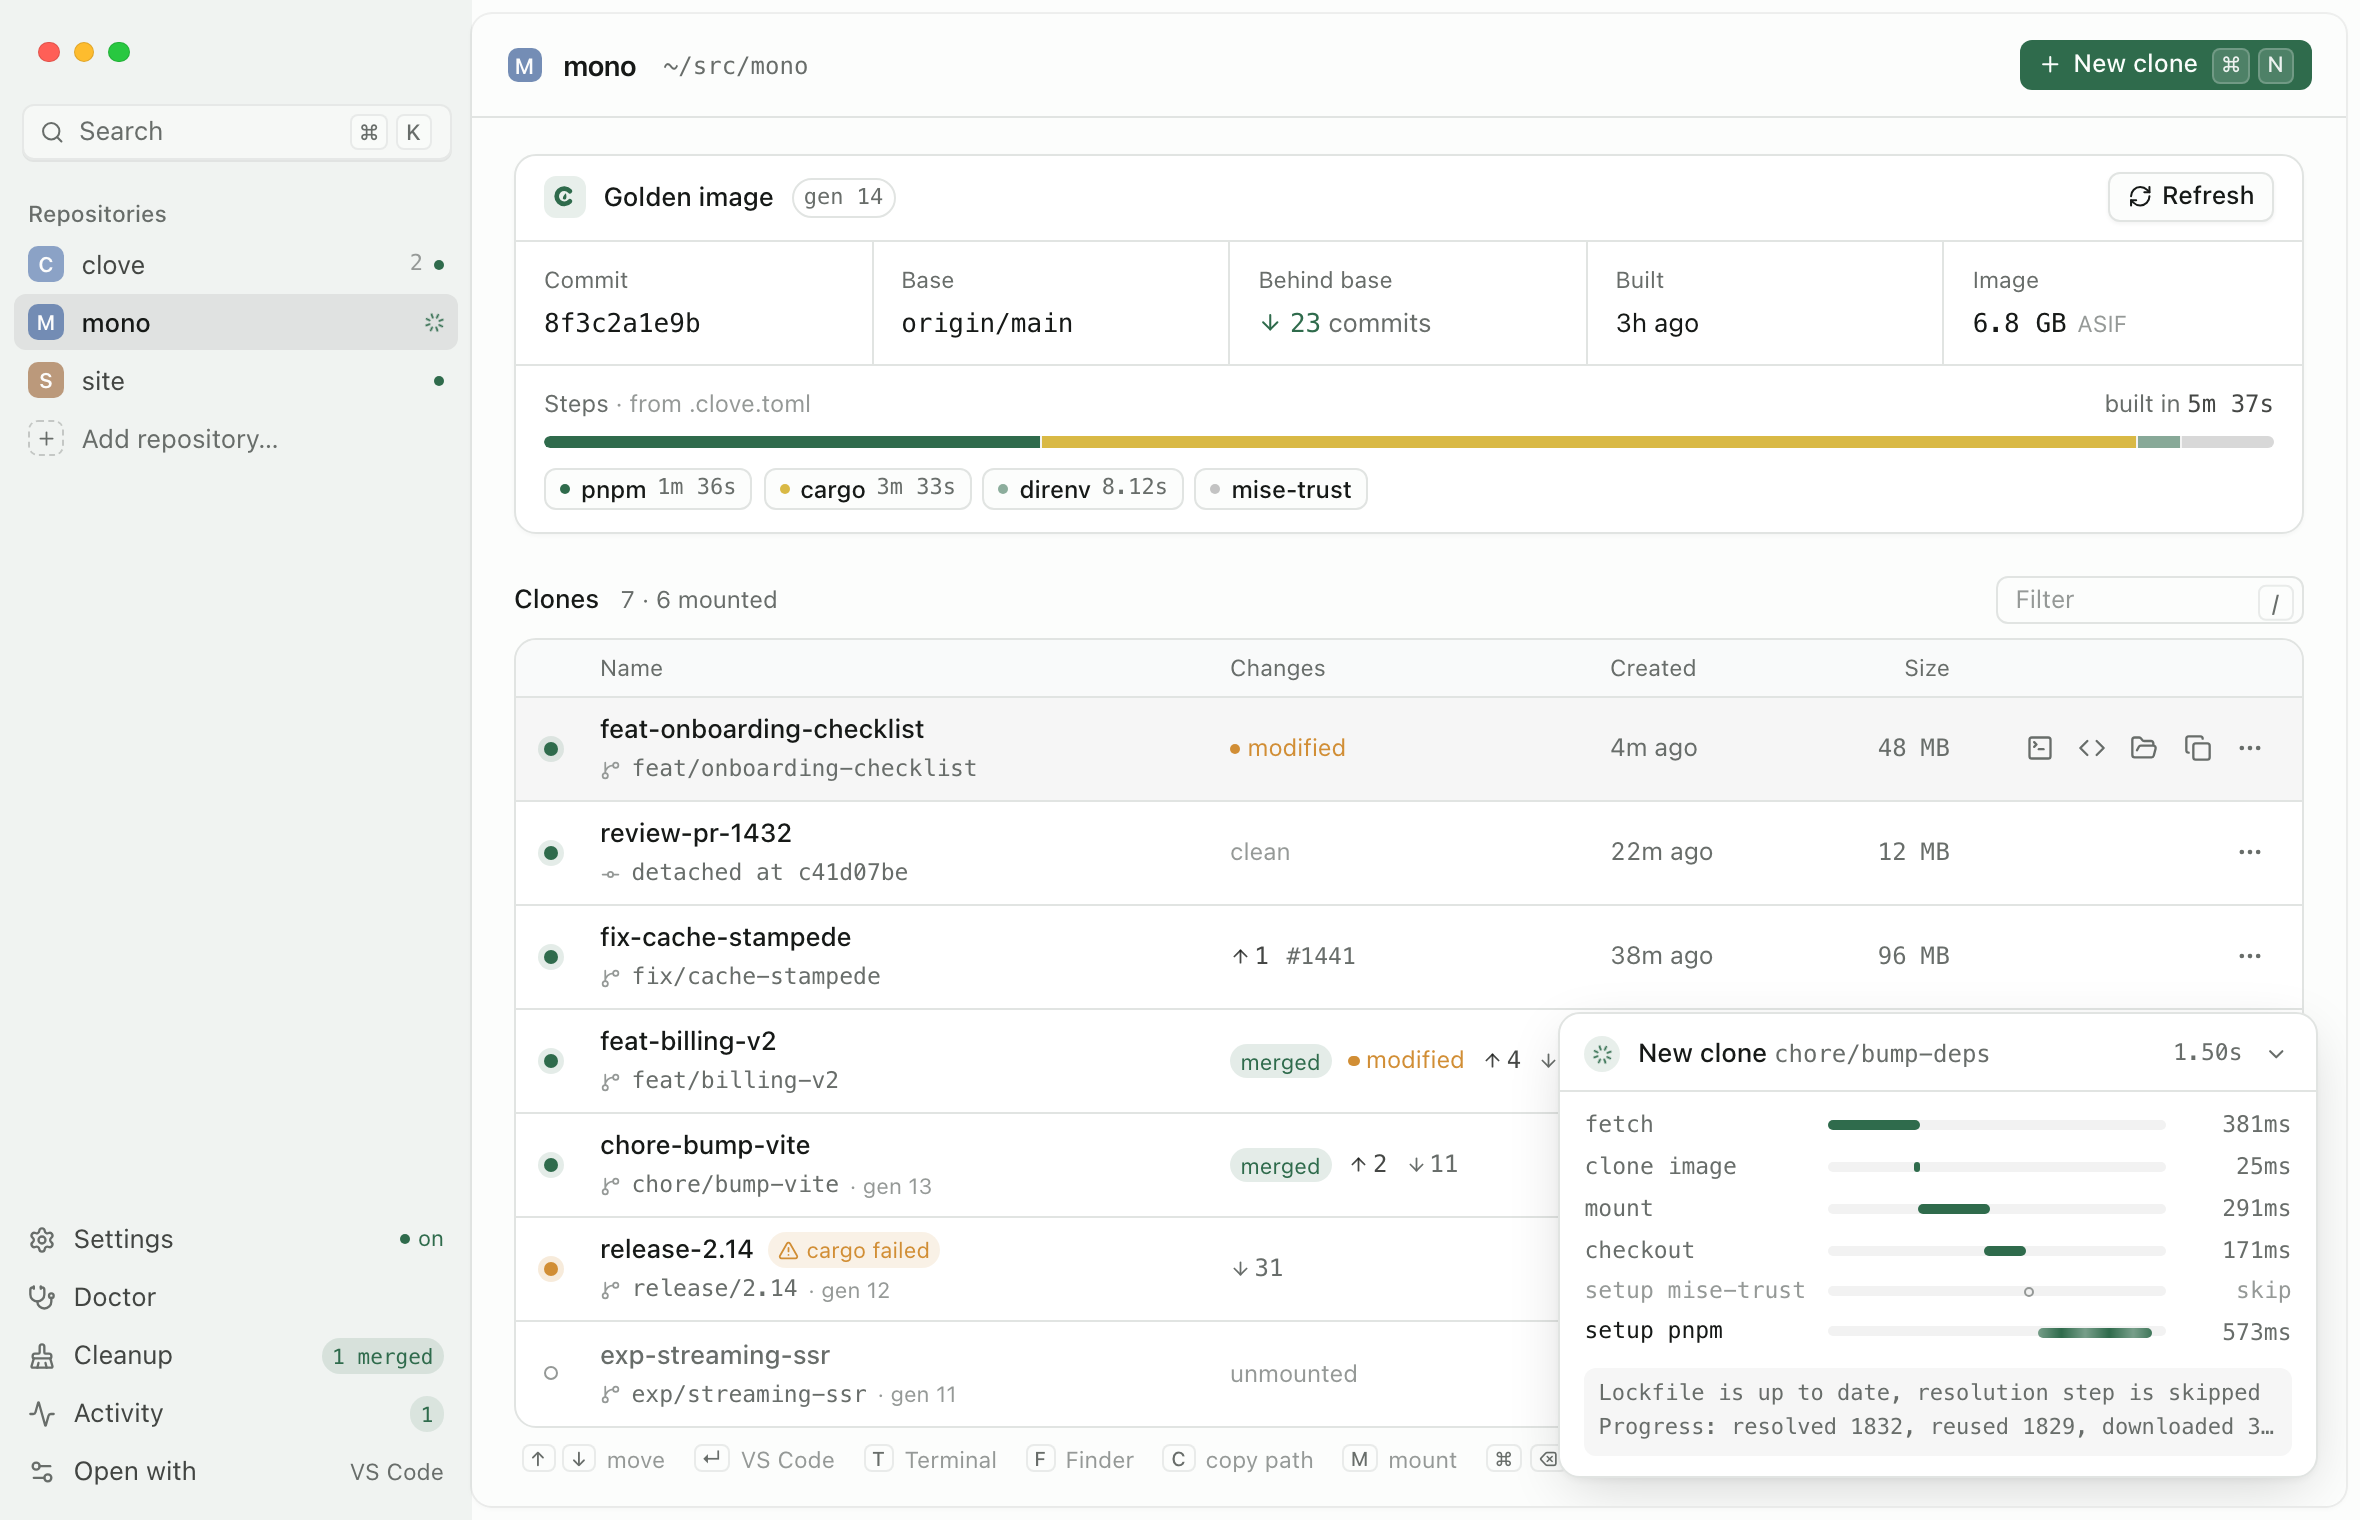 Search ⌘ K
Repositories
C clove 2
M mono
S site
+ Add repository...
Settings on
Doctor
Cleanup 1 merged
Activity 1
Open with VS Code
M mono ~/src/mono
+ New clone ⌘ N
Golden image gen 14
Refresh
Commit
8f3c2a1e9b
Base
origin/main
Behind base
↓ 23 commits
Built
3h ago
Image
6.8 GB ASIF
Steps · from .clove.toml
built in 5m 37s
pnpm 1m 36s
cargo 3m 33s
direnv 8.12s
mise-trust
Clones 7 · 6 mounted
Filter /
Name Changes Created Size
feat-onboarding-checklist
feat/onboarding-checklist
modified 4m ago 48 MB
review-pr-1432
detached at c41d07be
clean 22m ago 12 MB
fix-cache-stampede
fix/cache-stampede
↑ 1 #1441 38m ago 96 MB
feat-billing-v2
feat/billing-v2
merged modified ↑ 4 ↓
chore-bump-vite
chore/bump-vite · gen 13
merged ↑ 2 ↓ 11
release-2.14 cargo failed
release/2.14 · gen 12
↓ 31
exp-streaming-ssr
exp/streaming-ssr · gen 11
unmounted
↑ ↓ move ↵ VS Code T Terminal F Finder C copy path M mount ⌘ ⌫
New clone chore/bump-deps 1.50s
fetch 381ms
clone image 25ms
mount 291ms
checkout 171ms
setup mise-trust skip
setup pnpm 573ms
Lockfile is up to date, resolution step is skipped
Progress: resolved 1832, reused 1829, downloaded 3…